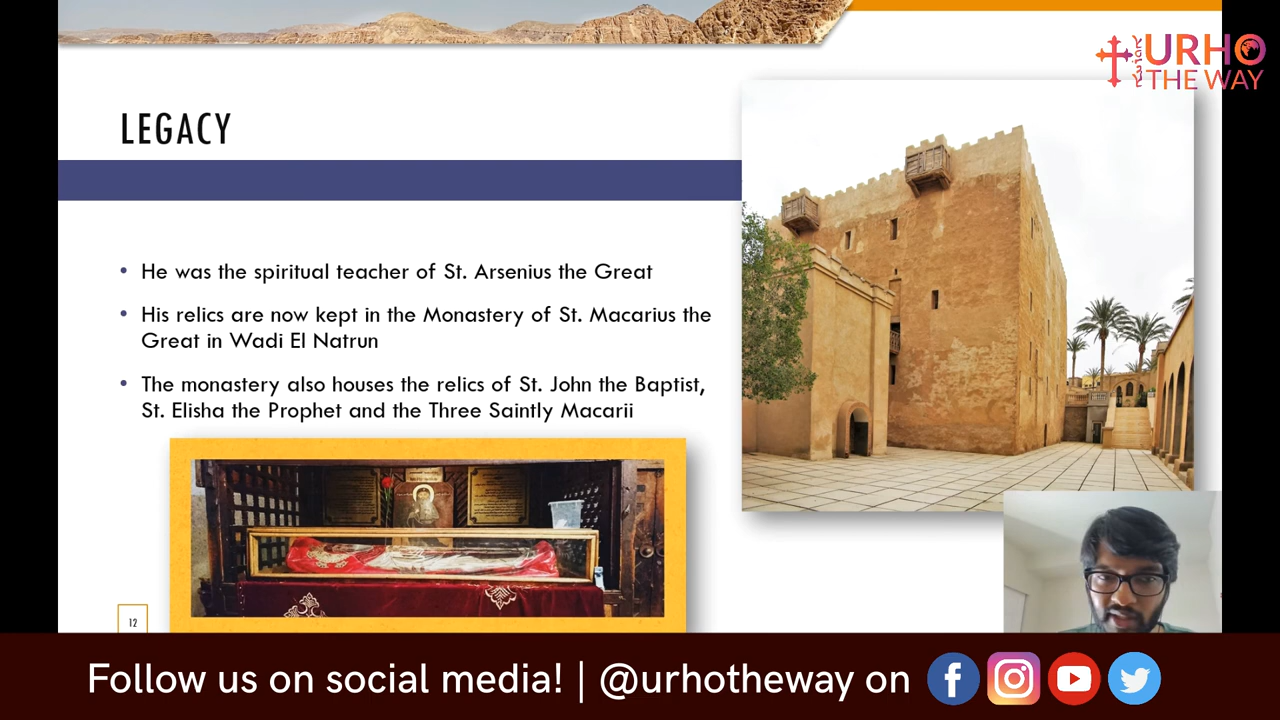 URHO
THE WAY
LEGACY
• He was the spiritual teacher of St. Arsenius the Great
• His relics are now kept in the Monastery of St. Macarius the
Great in Wadi El Natrun
• The monastery also houses the relics of St. John the Baptist,
St. Elisha the Prophet and the Three Saintly Macarii
12
Follow us on social media! | @urhotheway on